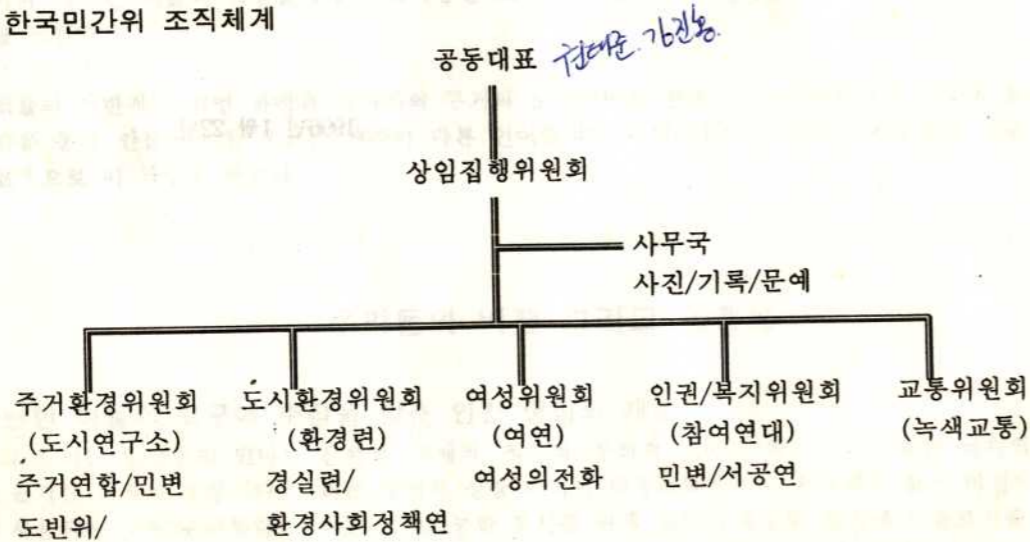 한국민간위 조직체계
공동대표
상임집행위원회
사무국
사진/기록/문예
주거환경위원회 도시환경위원회 여성위원회 인권/복지위원회 교통위원회
(도시연구소) (환경련) (여연) (참여연대) (녹색교통)
주거연합/민변 경실련/ 여성의전화 민변/서공연
도빈위/ 환경사회정책연